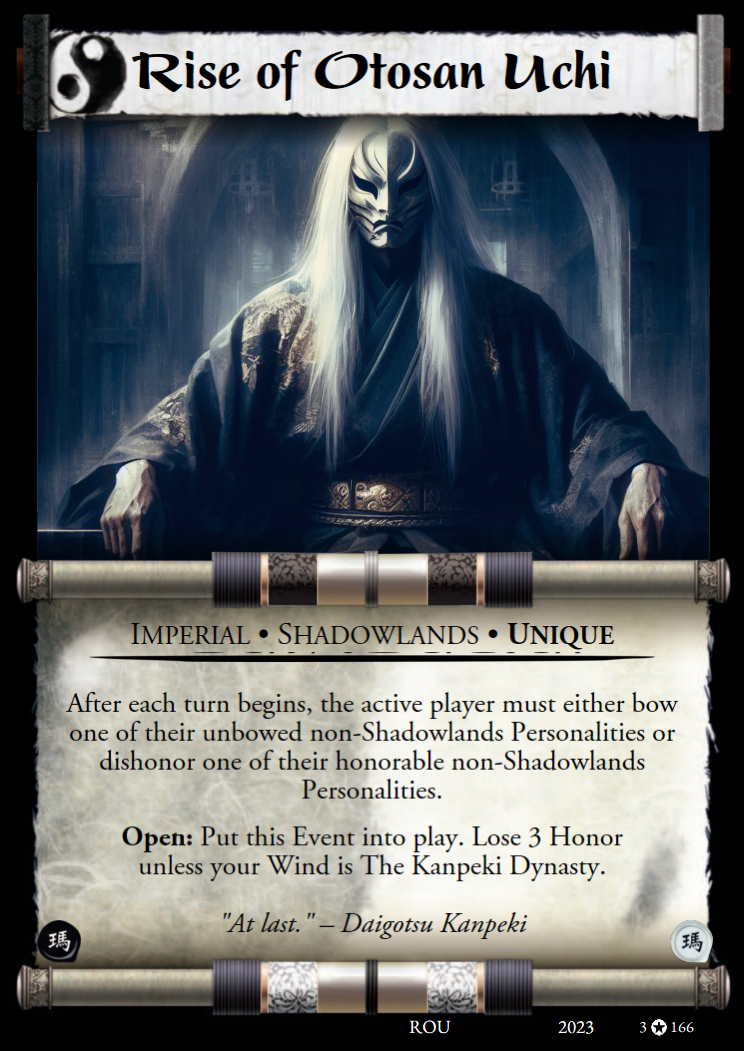 Rise of Otosan Uchi
IMPERIAL • SHADOWLANDS • UNIQUE
After each turn begins, the active player must either bow
one of their unbowed non-Shadowlands Personalities or
dishonor one of their honorable non-Shadowlands
Personalities.
Open: Put this Event into play. Lose 3 Honor
unless your Wind is The Kanpeki Dynasty.
"At last." – Daigotsu Kanpeki
瑪
瑪
ROU 2023 3 ✪ 166